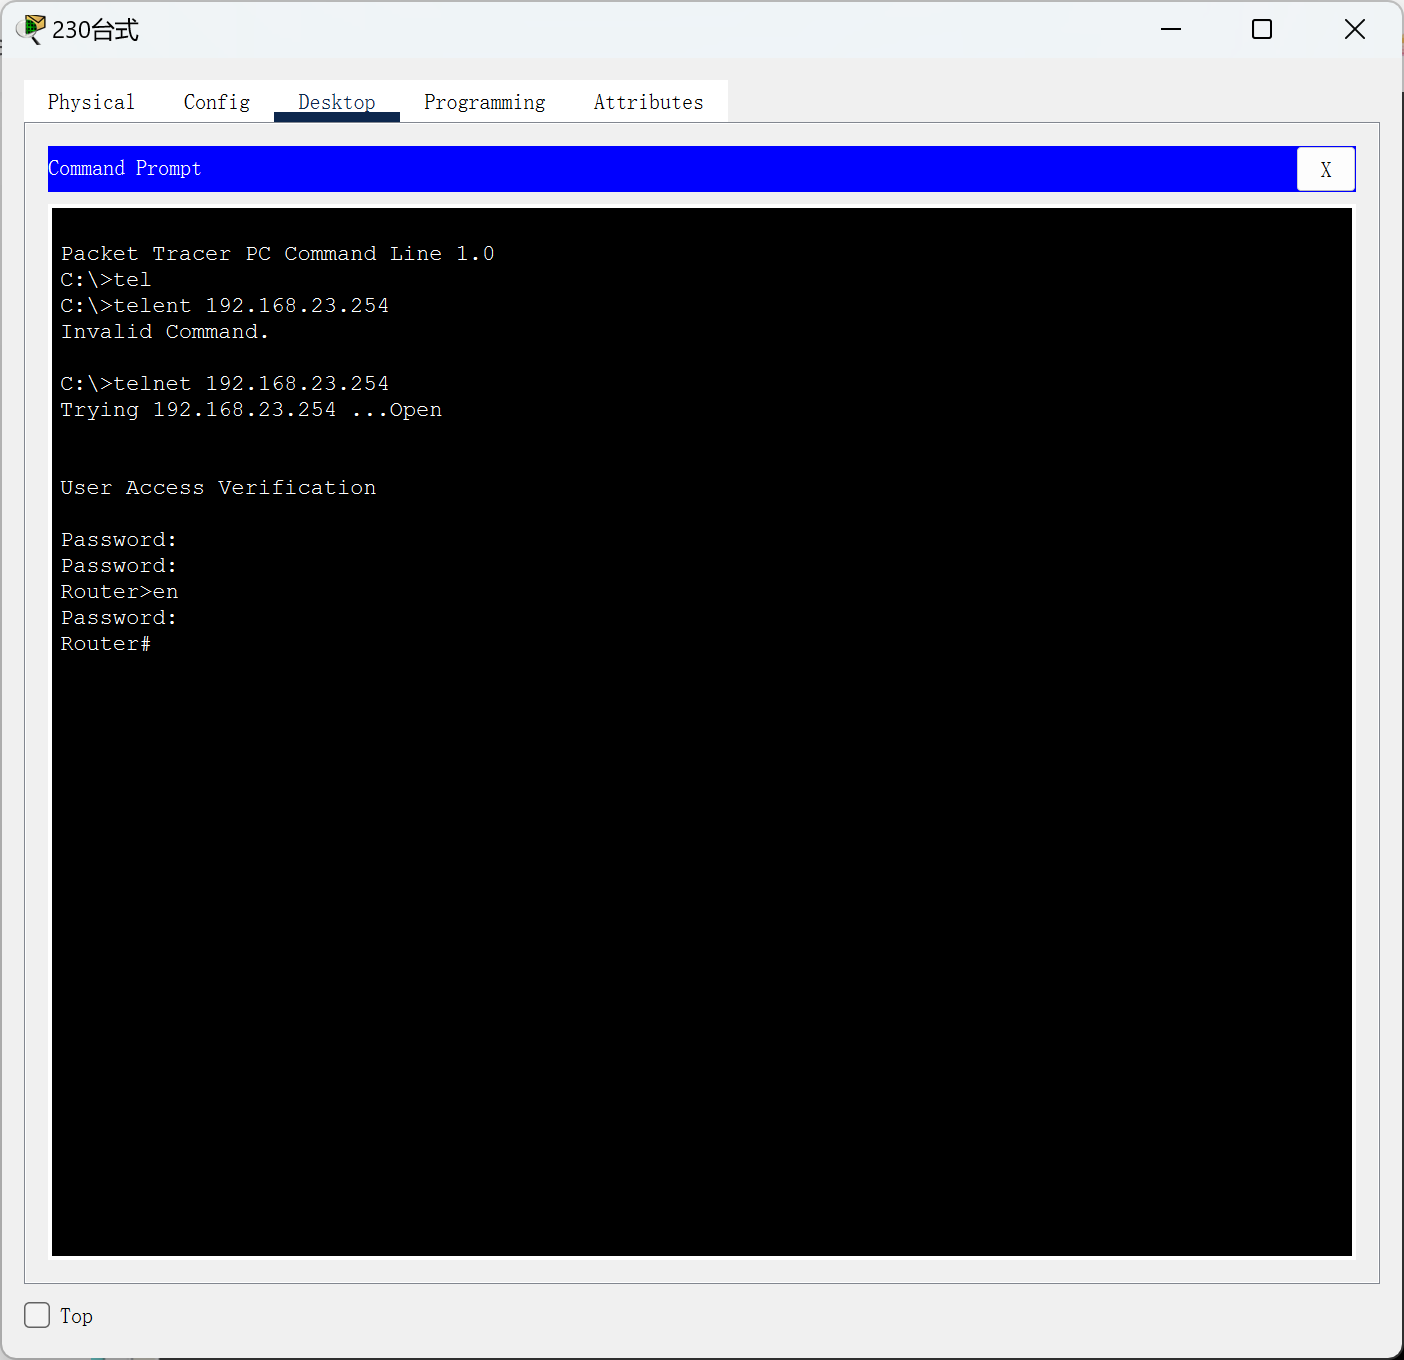 230台式
Physical Config Desktop Programming Attributes
Command Prompt
X
Packet Tracer PC Command Line 1.0
C:\>tel
C:\>telent 192.168.23.254
Invalid Command.
C:\>telnet 192.168.23.254
Trying 192.168.23.254 ...Open
User Access Verification
Password:
Password:
Router>en
Password:
Router#
Top